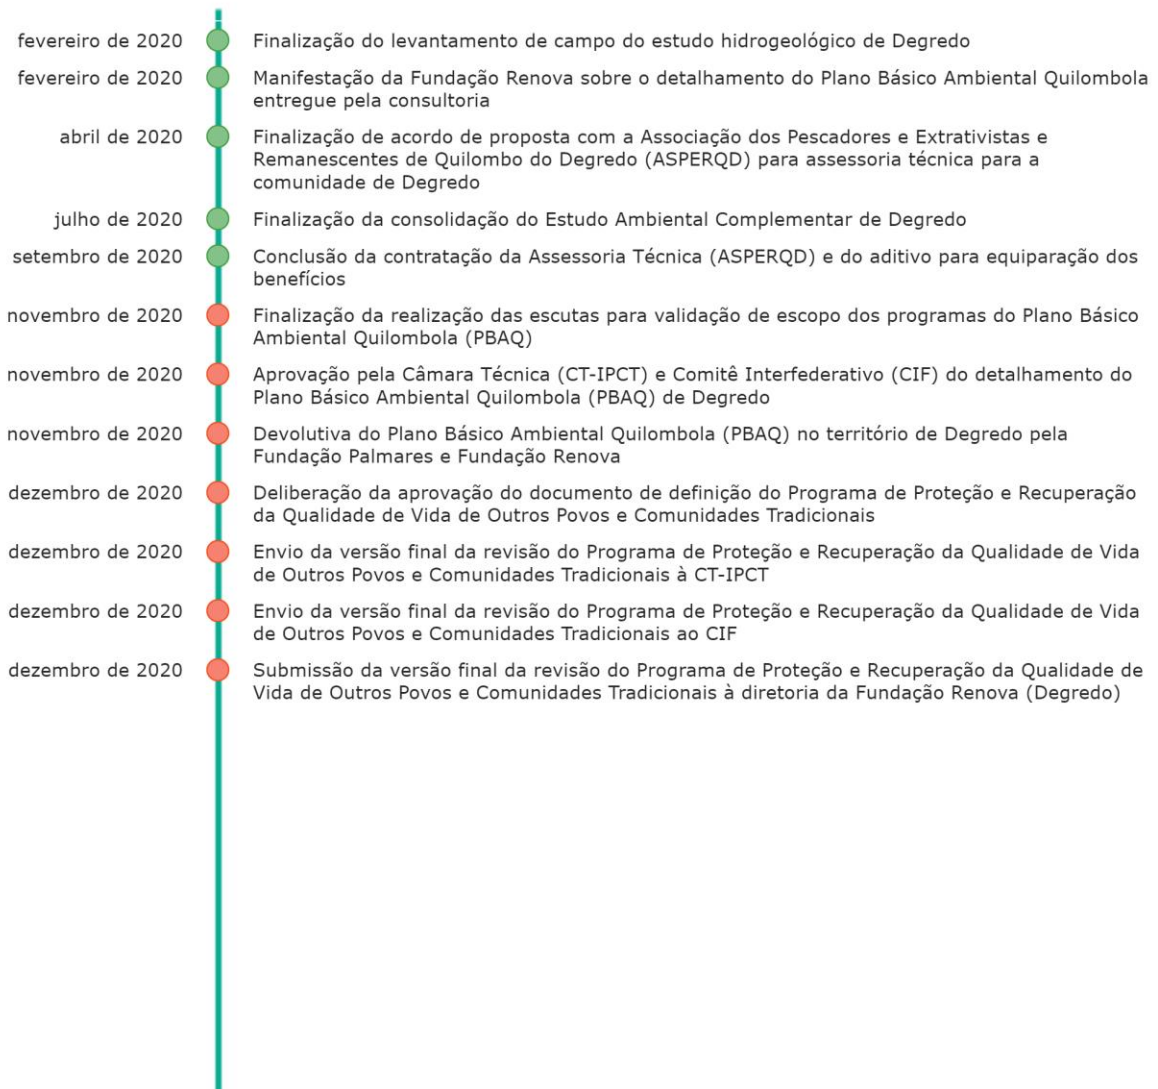 fevereiro de 2020 Finalização do levantamento de campo do estudo hidrogeológico de Degredo
fevereiro de 2020 Manifestação da Fundação Renova sobre o detalhamento do Plano Básico Ambiental Quilombola
entregue pela consultoria
abril de 2020 Finalização de acordo de proposta com a Associação dos Pescadores e Extrativistas e
Remanescentes de Quilombo do Degredo (ASPERQD) para assessoria técnica para a
comunidade de Degredo
julho de 2020 Finalização da consolidação do Estudo Ambiental Complementar de Degredo
setembro de 2020 Conclusão da contratação da Assessoria Técnica (ASPERQD) e do aditivo para equiparação dos
benefícios
novembro de 2020 Finalização da realização das escutas para validação de escopo dos programas do Plano Básico
Ambiental Quilombola (PBAQ)
novembro de 2020 Aprovação pela Câmara Técnica (CT-IPCT) e Comitê Interfederativo (CIF) do detalhamento do
Plano Básico Ambiental Quilombola (PBAQ) de Degredo
novembro de 2020 Devolutiva do Plano Básico Ambiental Quilombola (PBAQ) no território de Degredo pela
Fundação Palmares e Fundação Renova
dezembro de 2020 Deliberação da aprovação do documento de definição do Programa de Proteção e Recuperação
da Qualidade de Vida de Outros Povos e Comunidades Tradicionais
dezembro de 2020 Envio da versão final da revisão do Programa de Proteção e Recuperação da Qualidade de Vida
de Outros Povos e Comunidades Tradicionais à CT-IPCT
dezembro de 2020 Envio da versão final da revisão do Programa de Proteção e Recuperação da Qualidade de Vida
de Outros Povos e Comunidades Tradicionais ao CIF
dezembro de 2020 Submissão da versão final da revisão do Programa de Proteção e Recuperação da Qualidade de
Vida de Outros Povos e Comunidades Tradicionais à diretoria da Fundação Renova (Degredo)